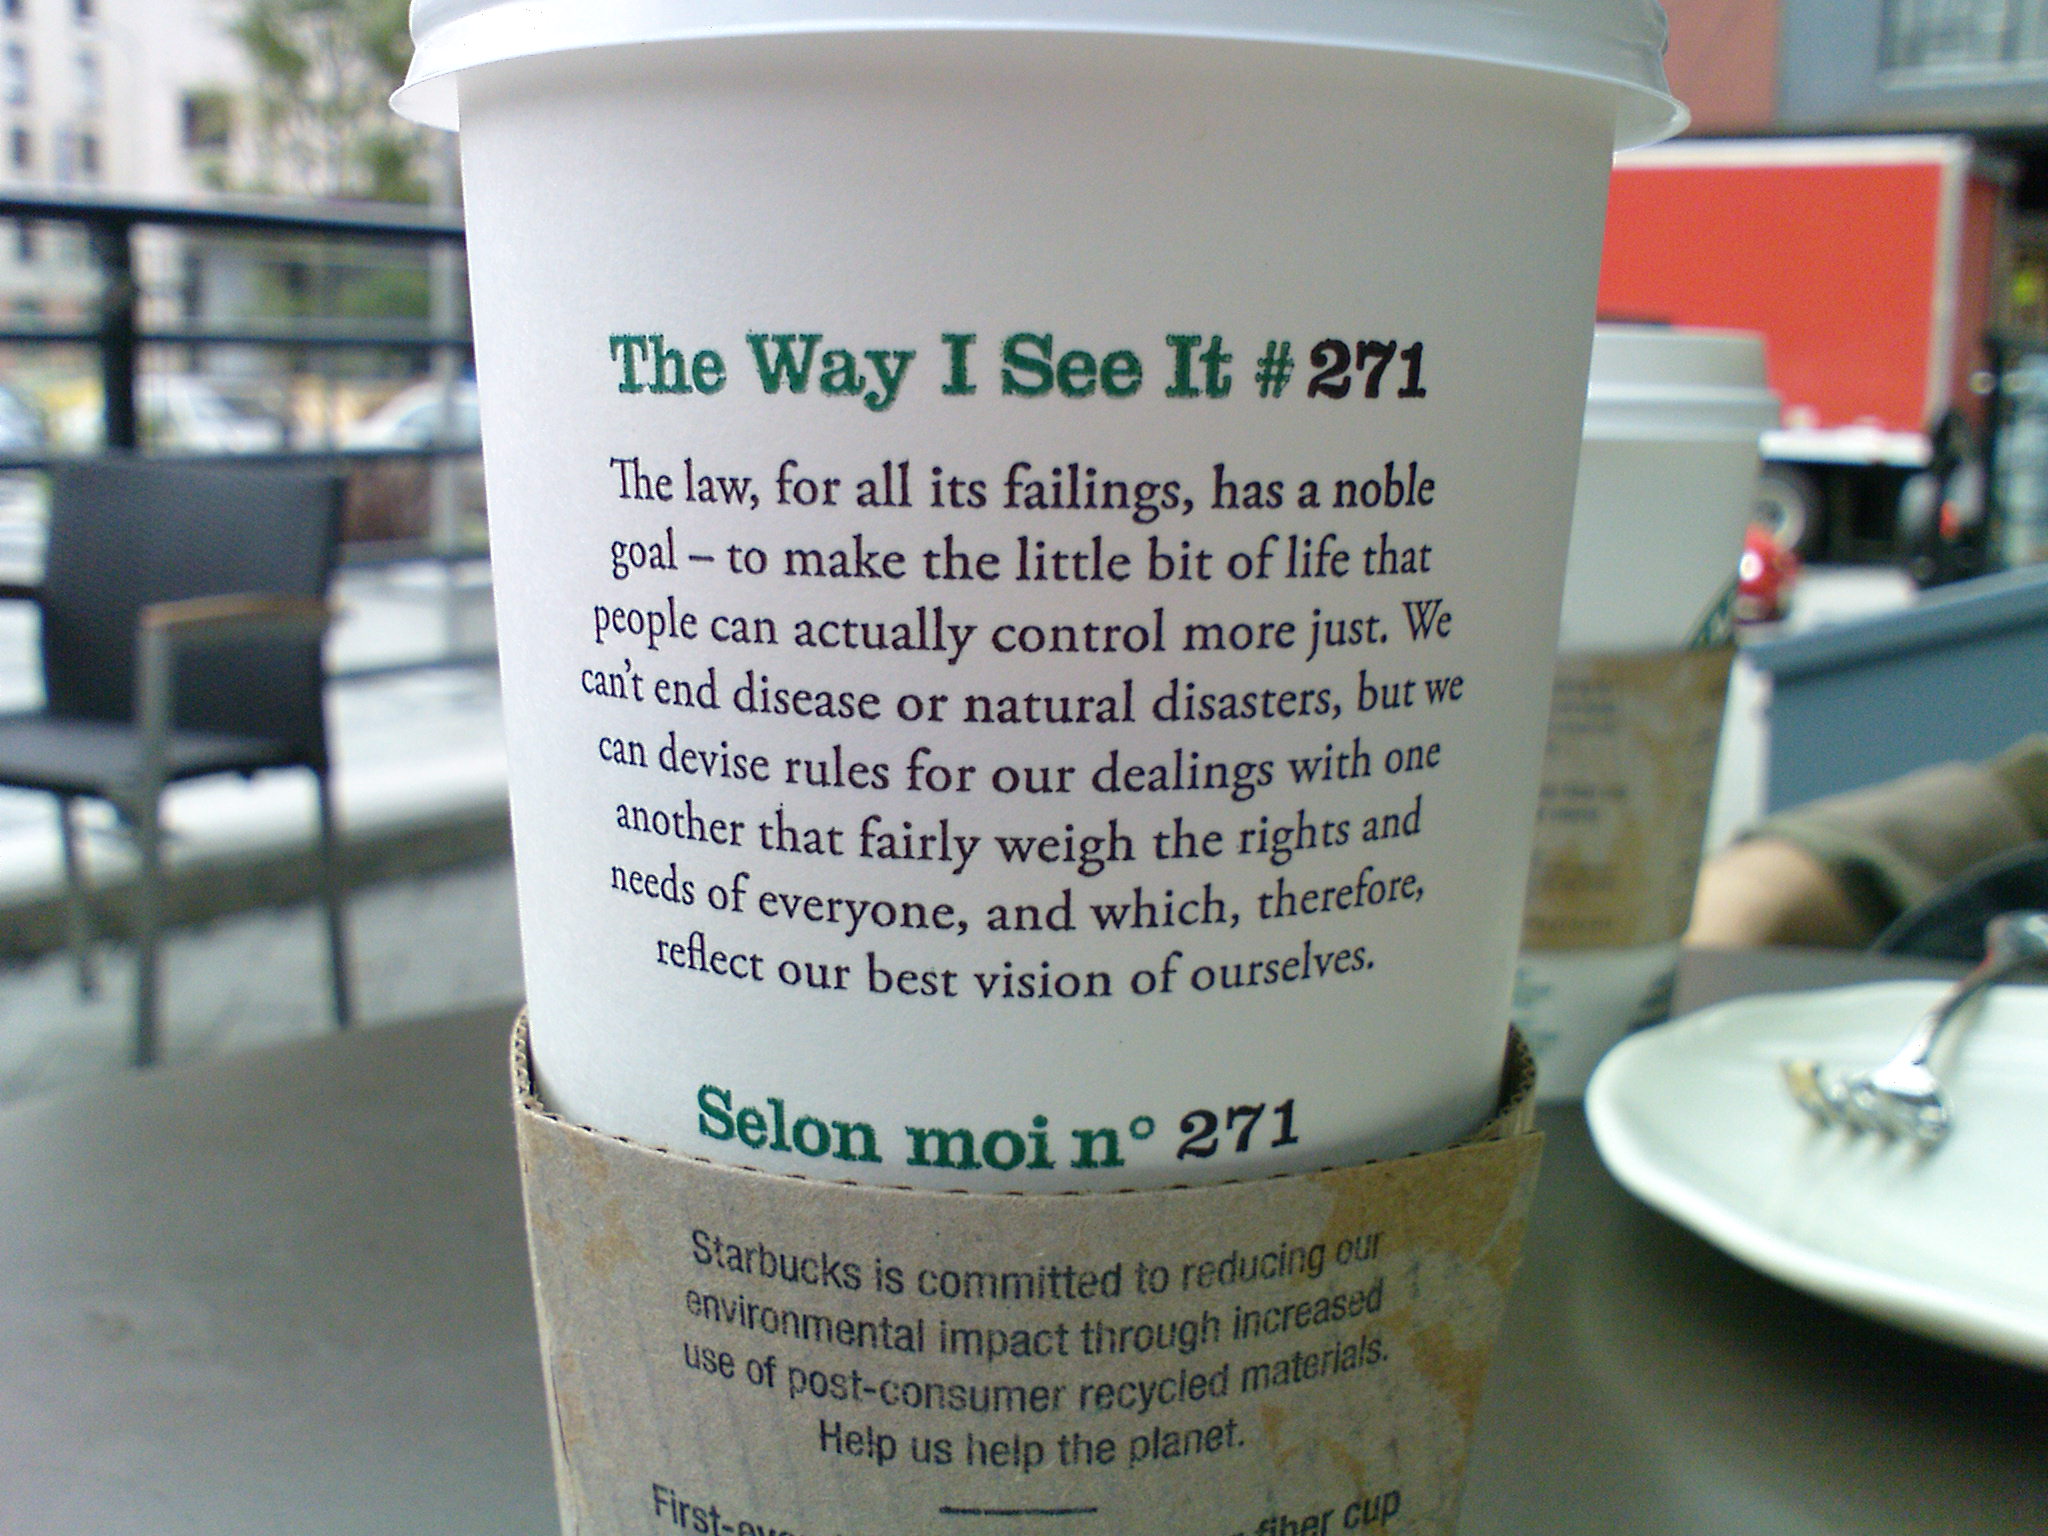 The Way I See It # 271
The law, for all its failings, has a noble
goal – to make the little bit of life that
people can actually control more just. We
can't end disease or natural disasters, but we
can devise rules for our dealings with one
another that fairly weigh the rights and
needs of everyone, and which, therefore,
reflect our best vision of ourselves.
Selon moi n° 271
Starbucks is committed to reducing our
environmental impact through increased
use of post-consumer recycled materials.
Help us help the planet.
fiber cup